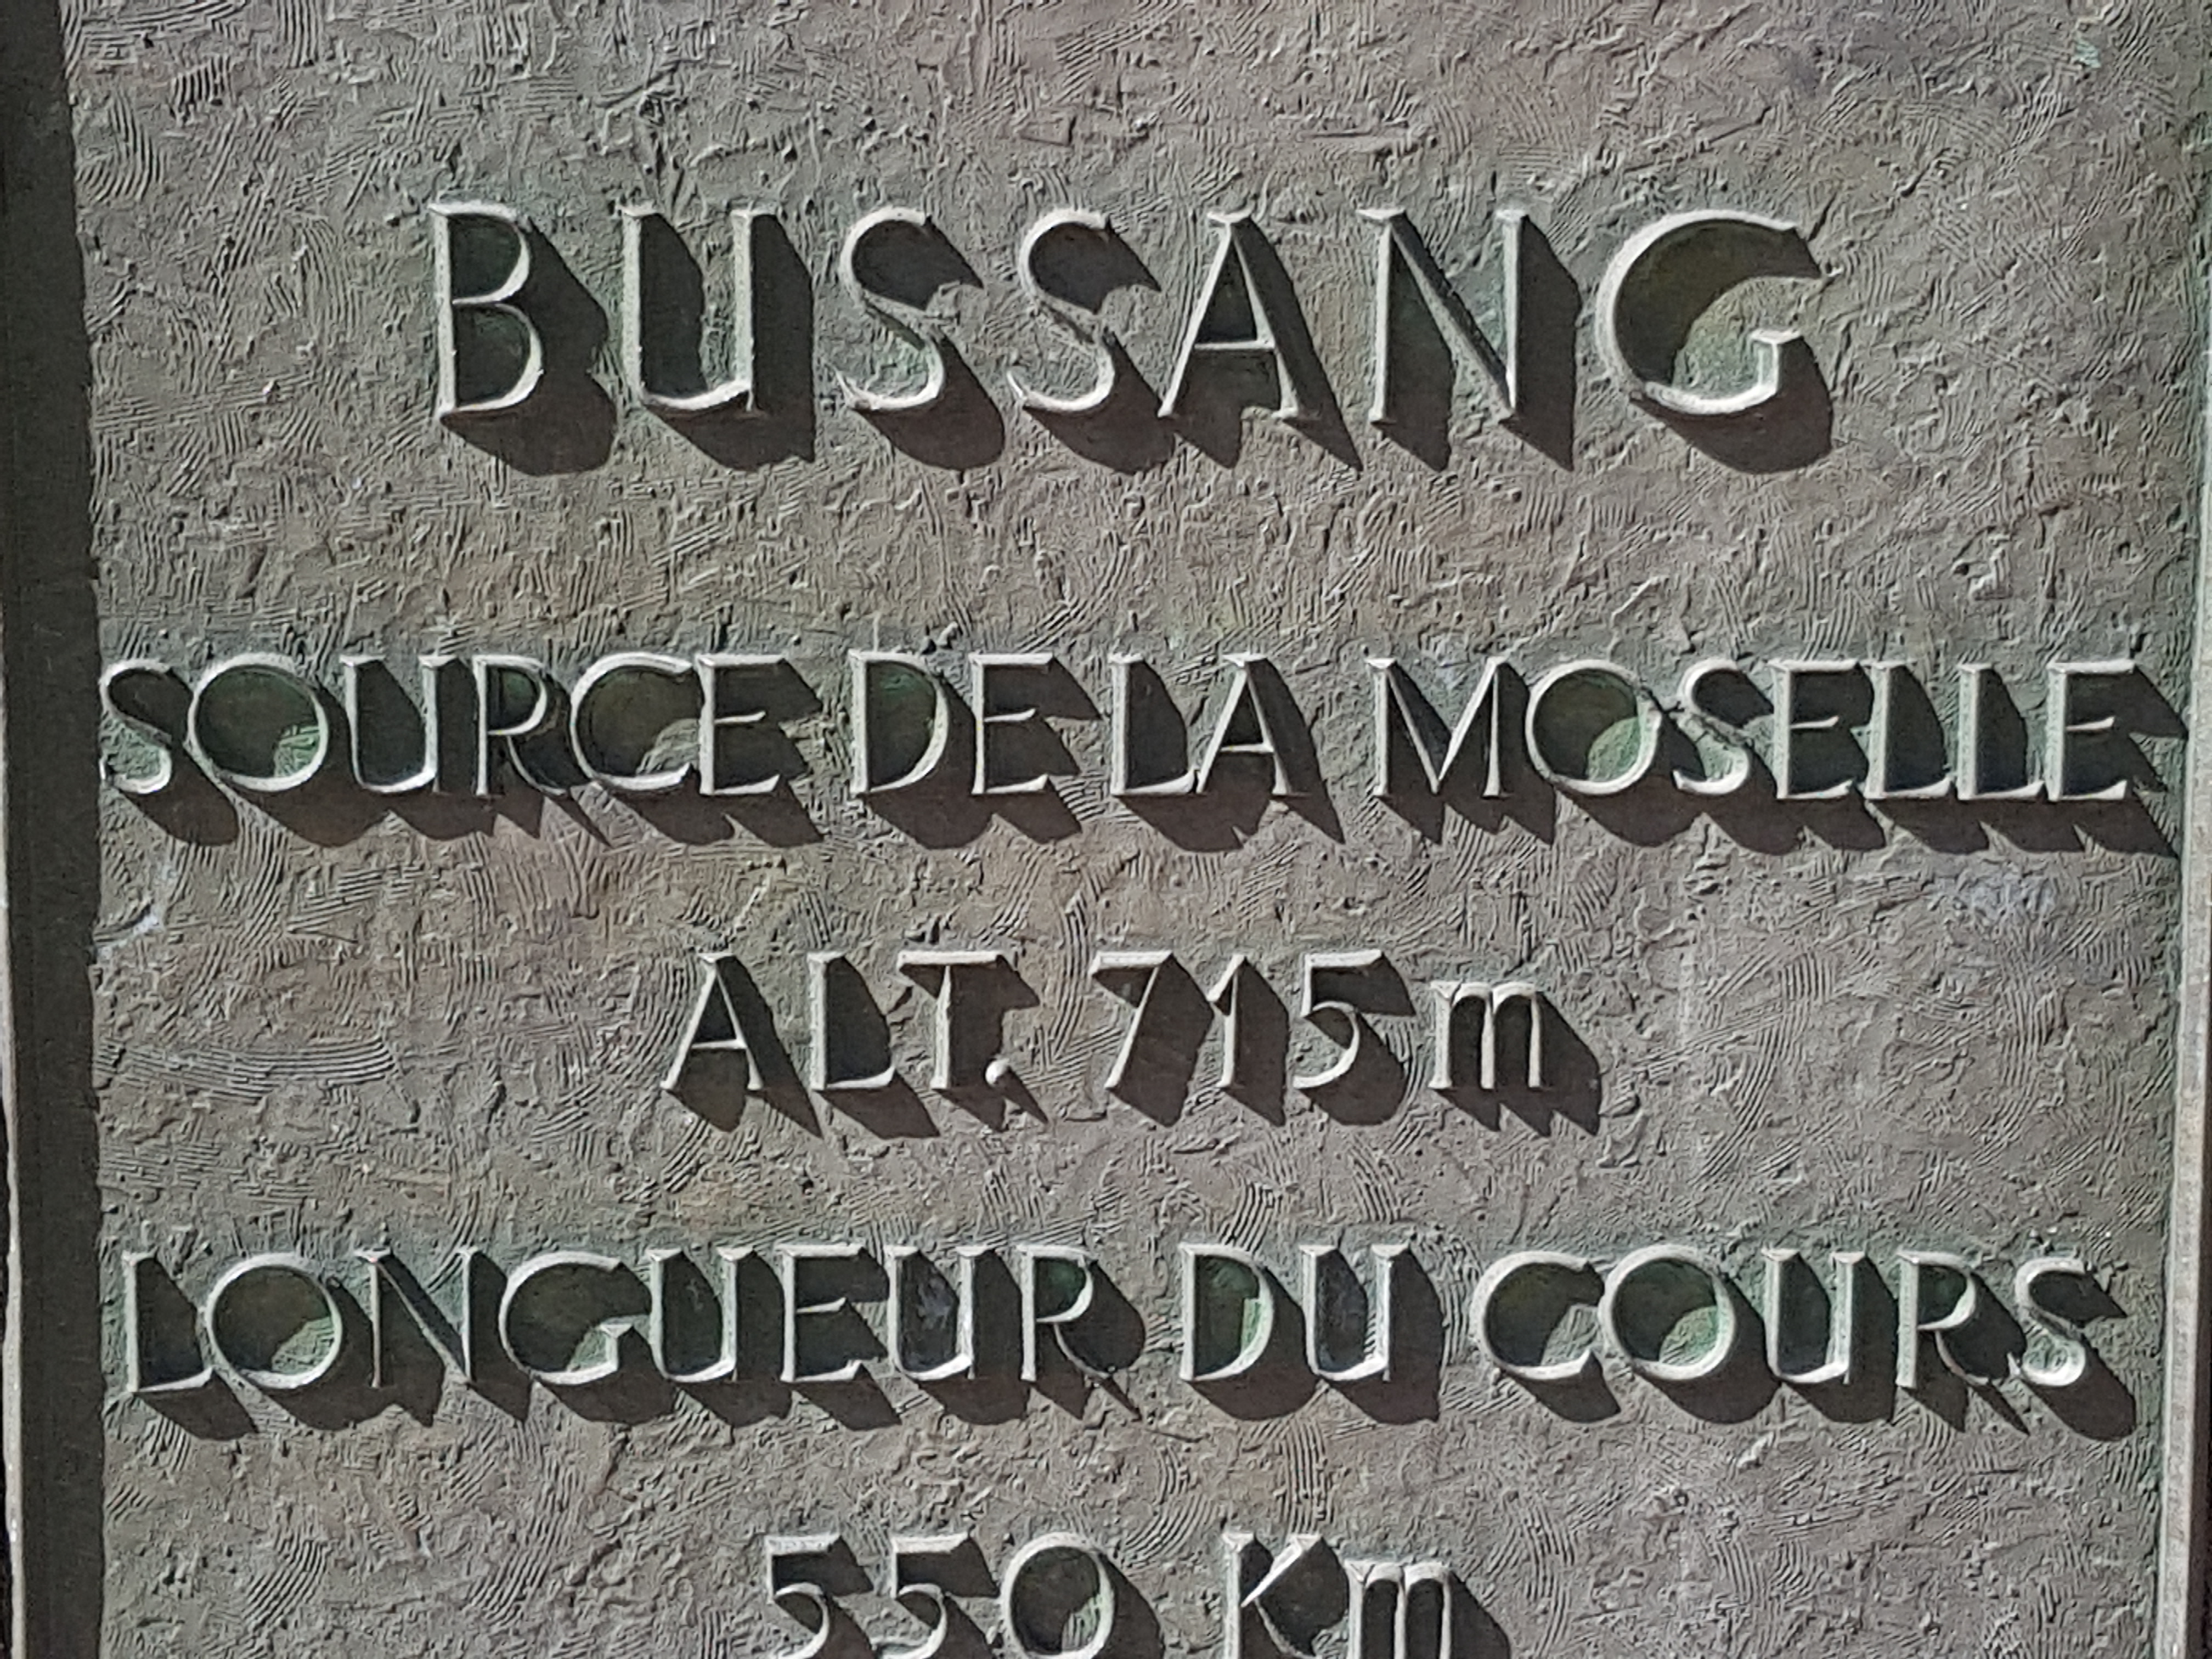 BUSSANG
SOURCE DE LA MOSELLE
ALT. 715 m
LONGUEUR DU COURS
550 Km